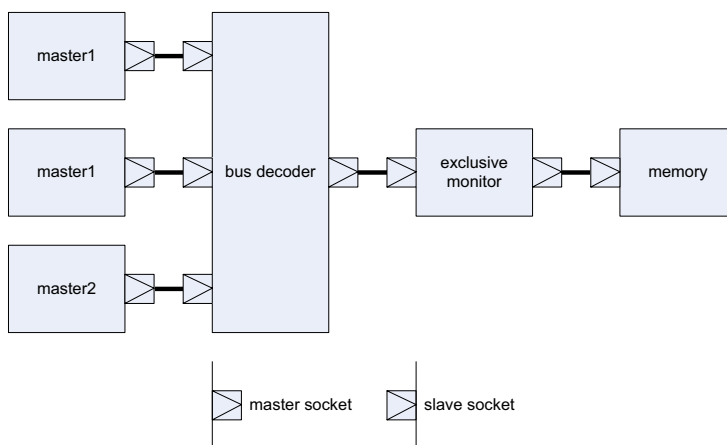 master1
master1
bus decoder
exclusive
monitor
memory
master2
master socket
slave socket